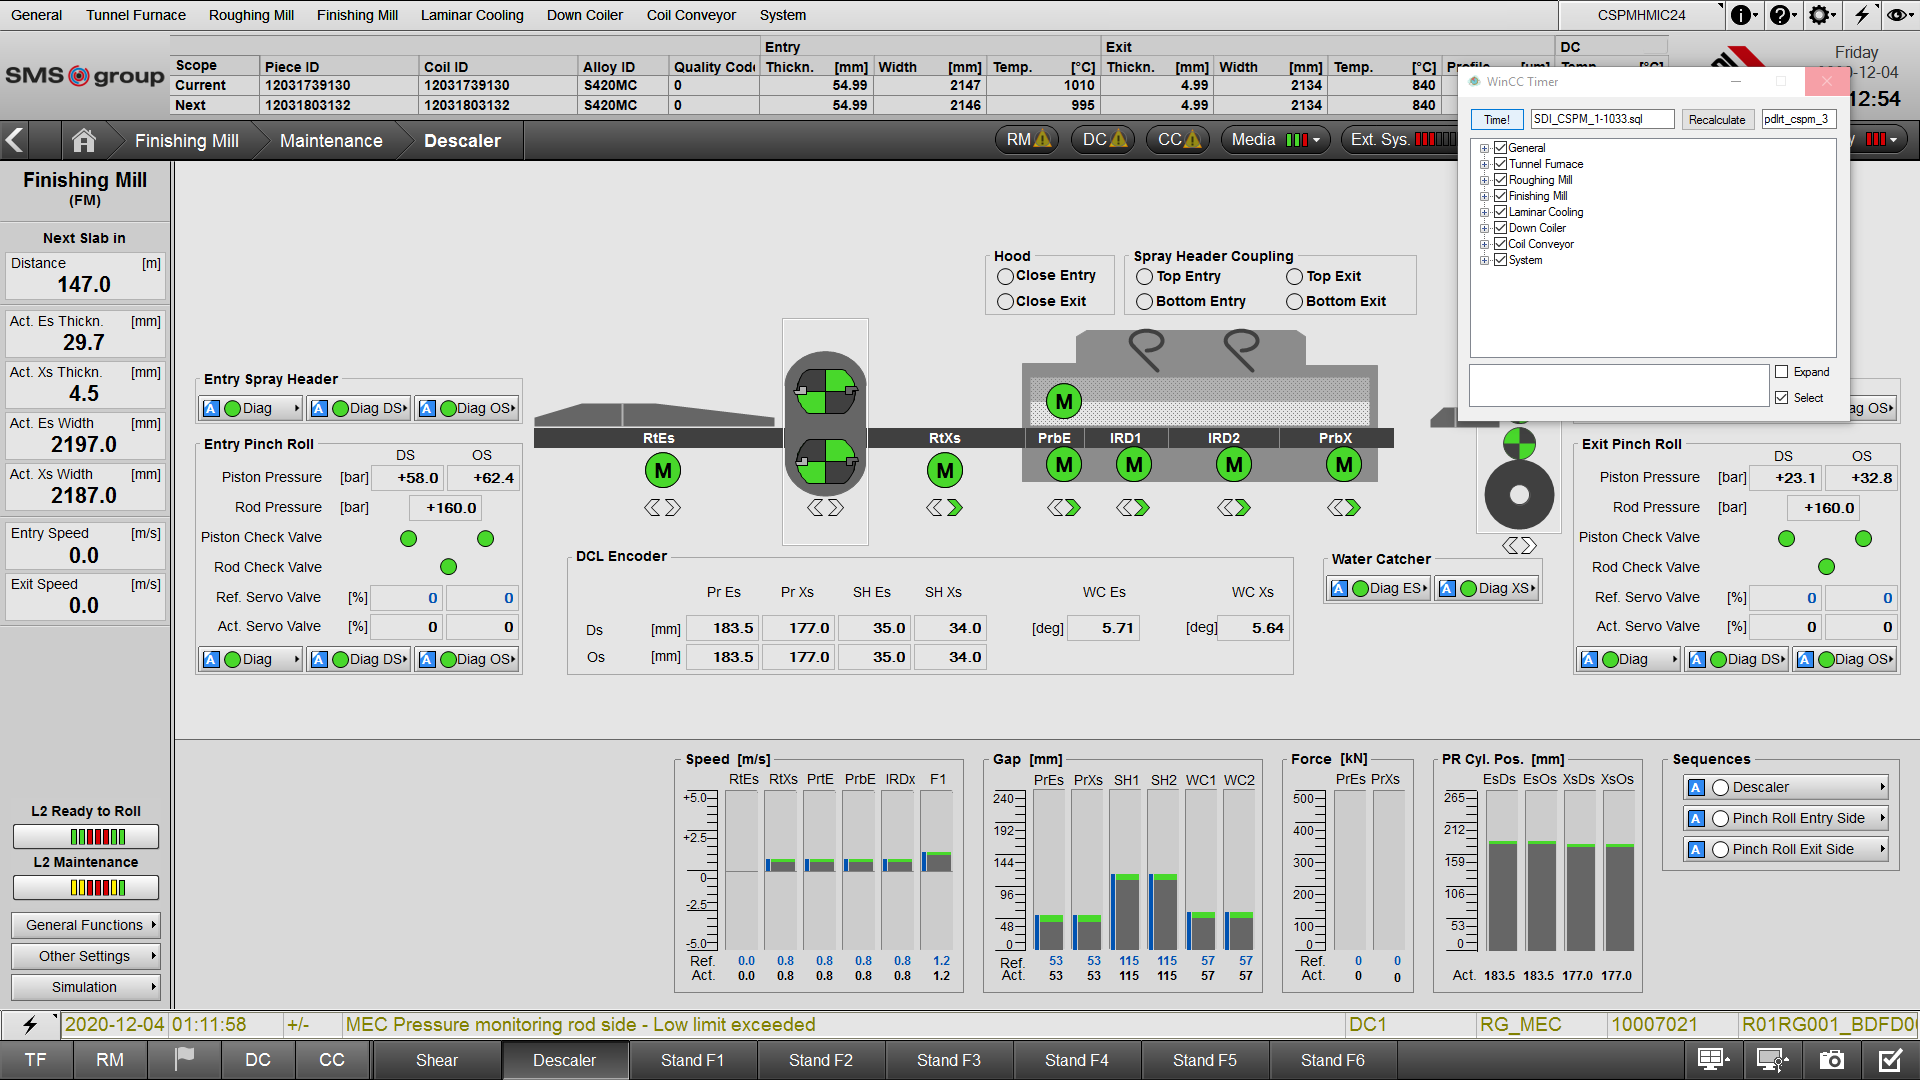 General Tunnel Furnace Roughing Mill Finishing Mill Laminar Cooling Down Coiler Coil Conveyor System CSPMHMIC24
SMS group
Entry Exit DC
Scope Piece ID Coil ID Alloy ID Quality Code Thickn. [mm] Width [mm] Temp. [°C] Thickn. [mm] Width [mm] Temp. [°C]
Current 12031739130 12031739130 S420MC 0 54.99 2147 1010 4.99 2134 840
Next 12031803132 12031803132 S420MC 0 54.99 2146 995 4.99 2134 840
Friday
12:54
Finishing Mill Maintenance Descaler RM DC CC Media Ext. Sys.
WinCC Timer
Time! SDI_CSPM_1-1033.sql Recalculate pdlrt_cspm_3
General
Tunnel Furnace
Roughing Mill
Finishing Mill
Laminar Cooling
Down Coiler
Coil Conveyor
System
Expand
Select
Finishing Mill
(FM)
Next Slab in
Distance [m]
147.0
Act. Es Thickn. [mm]
29.7
Act. Xs Thickn. [mm]
4.5
Act. Es Width [mm]
2197.0
Act. Xs Width [mm]
2187.0
Entry Speed [m/s]
0.0
Exit Speed [m/s]
0.0
L2 Ready to Roll
L2 Maintenance
General Functions
Other Settings
Simulation
Hood
Close Entry
Close Exit
Spray Header Coupling
Top Entry Top Exit
Bottom Entry Bottom Exit
Entry Spray Header
A Diag A Diag DS A Diag OS
Entry Pinch Roll
DS OS
Piston Pressure [bar] +58.0 +62.4
Rod Pressure [bar] +160.0
Piston Check Valve
Rod Check Valve
Ref. Servo Valve [%] 0 0
Act. Servo Valve [%] 0 0
A Diag A Diag DS A Diag OS
M
RtEs RtXs PrbE IRD1 IRD2 PrbX
M M M M M M
DCL Encoder
Pr Es Pr Xs SH Es SH Xs WC Es WC Xs
Ds [mm] 183.5 177.0 35.0 34.0 [deg] 5.71 [deg] 5.64
Os [mm] 183.5 177.0 35.0 34.0
Water Catcher
A Diag ES A Diag XS
ag OS
Exit Pinch Roll
DS OS
Piston Pressure [bar] +23.1 +32.8
Rod Pressure [bar] +160.0
Piston Check Valve
Rod Check Valve
Ref. Servo Valve [%] 0 0
Act. Servo Valve [%] 0 0
A Diag A Diag DS A Diag OS
Speed [m/s]
RtEs RtXs PrtE PrbE IRDx F1
+5.0
+2.5
0
-2.5
-5.0
Ref. 0.0 0.8 0.8 0.8 0.8 1.2
Act. 0.0 0.8 0.8 0.8 0.8 1.2
Gap [mm]
PrEs PrXs SH1 SH2 WC1 WC2
240
192
144
96
48
0
Ref. 53 53 115 115 57 57
Act. 53 53 115 115 57 57
Force [kN]
PrEs PrXs
500
400
300
200
100
0
Ref. 0 0
Act. 0 0
PR Cyl. Pos. [mm]
EsDs EsOs XsDs XsOs
265
212
159
106
53
0
Act. 183.5 183.5 177.0 177.0
Sequences
A Descaler
A Pinch Roll Entry Side
A Pinch Roll Exit Side
2020-12-04 01:11:58 +/- MEC Pressure monitoring rod side - Low limit exceeded DC1 RG_MEC 10007021
TF RM DC CC Shear Descaler Stand F1 Stand F2 Stand F3 Stand F4 Stand F5 Stand F6